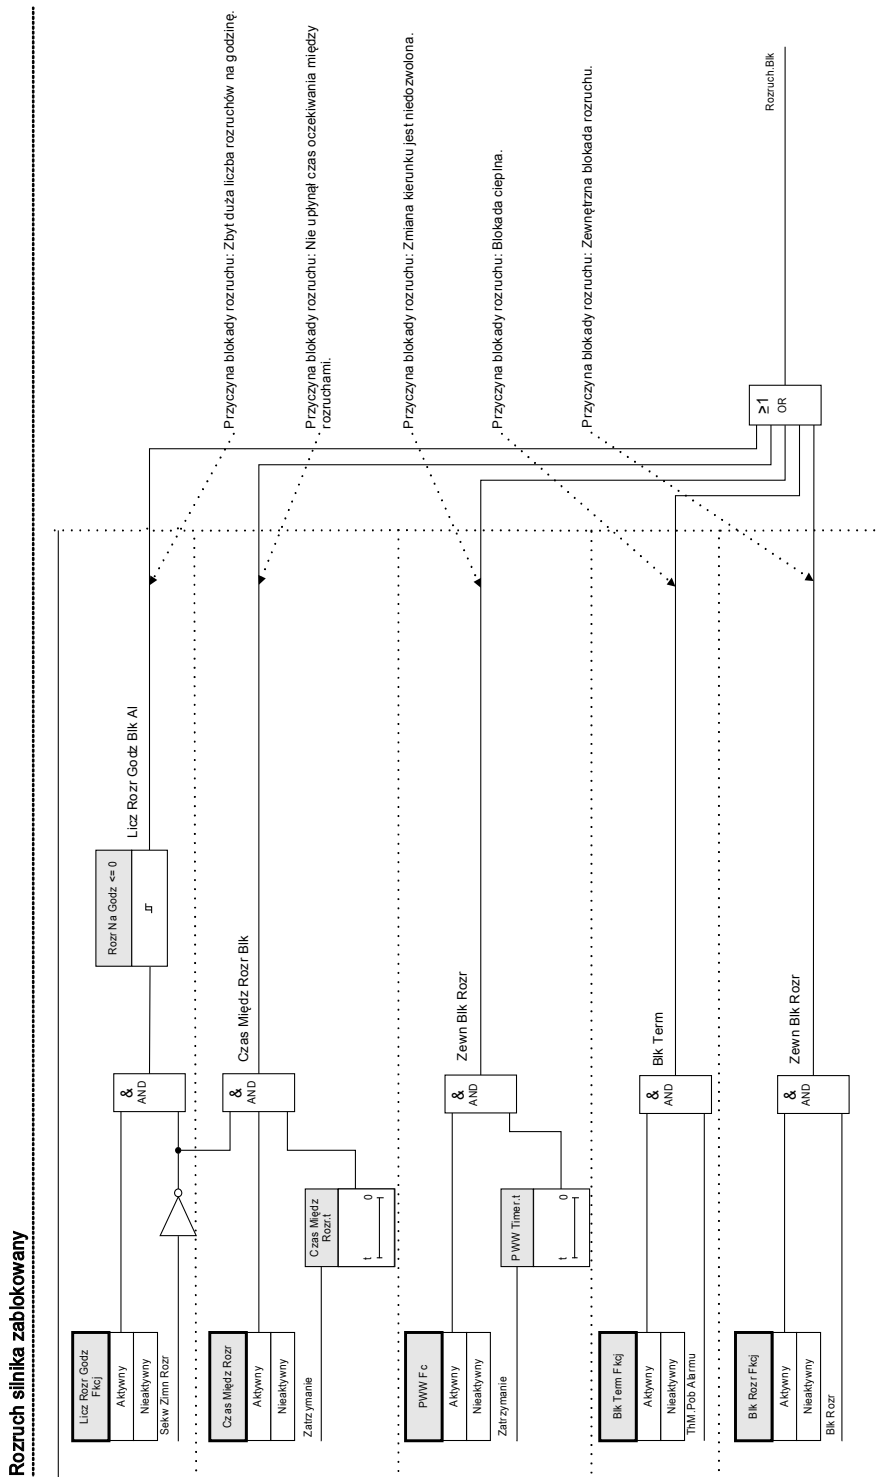 Rozruch silnika zablokowany
Licz Rozr Godz
Fkcj
Aktywny
Nieaktywny
Sekw Zimn Rozr
&
AND
Rozr Na Godz <= 0
Licz Rozr Godz Blk Al
Przyczyna blokady rozruchu: Zbyt duża liczba rozruchów na godzinę.
Czas Międz Rozr
Aktywny
Nieaktywny
Zatrzymanie
Czas Międz
Rozr.t
t
0
&
AND
Czas Międz Rozr Blk
Przyczyna blokady rozruchu: Nie upłynął czas oczekiwania między
rozruchami.
PWW Fc
Aktywny
Nieaktywny
Zatrzymanie
PWW Timer.t
t
0
&
AND
Zewn Blk Rozr
Przyczyna blokady rozruchu: Zmiana kierunku jest niedozwolona.
Blk Term Fkcj
Aktywny
Nieaktywny
ThM.Pob Alarmu
&
AND
Blk Term
Przyczyna blokady rozruchu: Blokada cieplna.
Blk Rozr Fkcj
Aktywny
Nieaktywny
Blk Rozr
&
AND
Zewn Blk Rozr
Przyczyna blokady rozruchu: Zewnętrzna blokada rozruchu.
≥1
OR
Rozruch.Blk